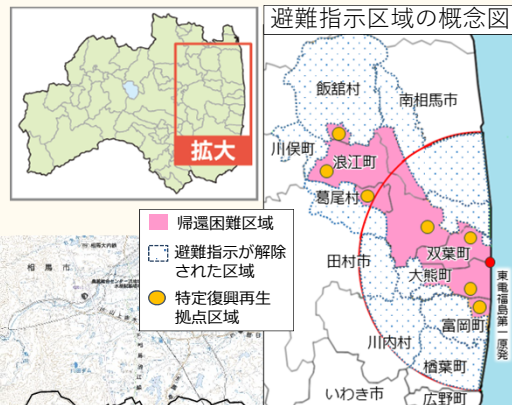 避難指示区域の概念図
拡大
飯舘村
南相馬市
川俣町
浪江町
葛尾村
帰還困難区域
避難指示が解除
された区域
特定復興再生
拠点区域
双葉町
田村市
大熊町
東電福島第一原発
富岡町
川内村
楢葉町
いわき市
広野町
相馬市